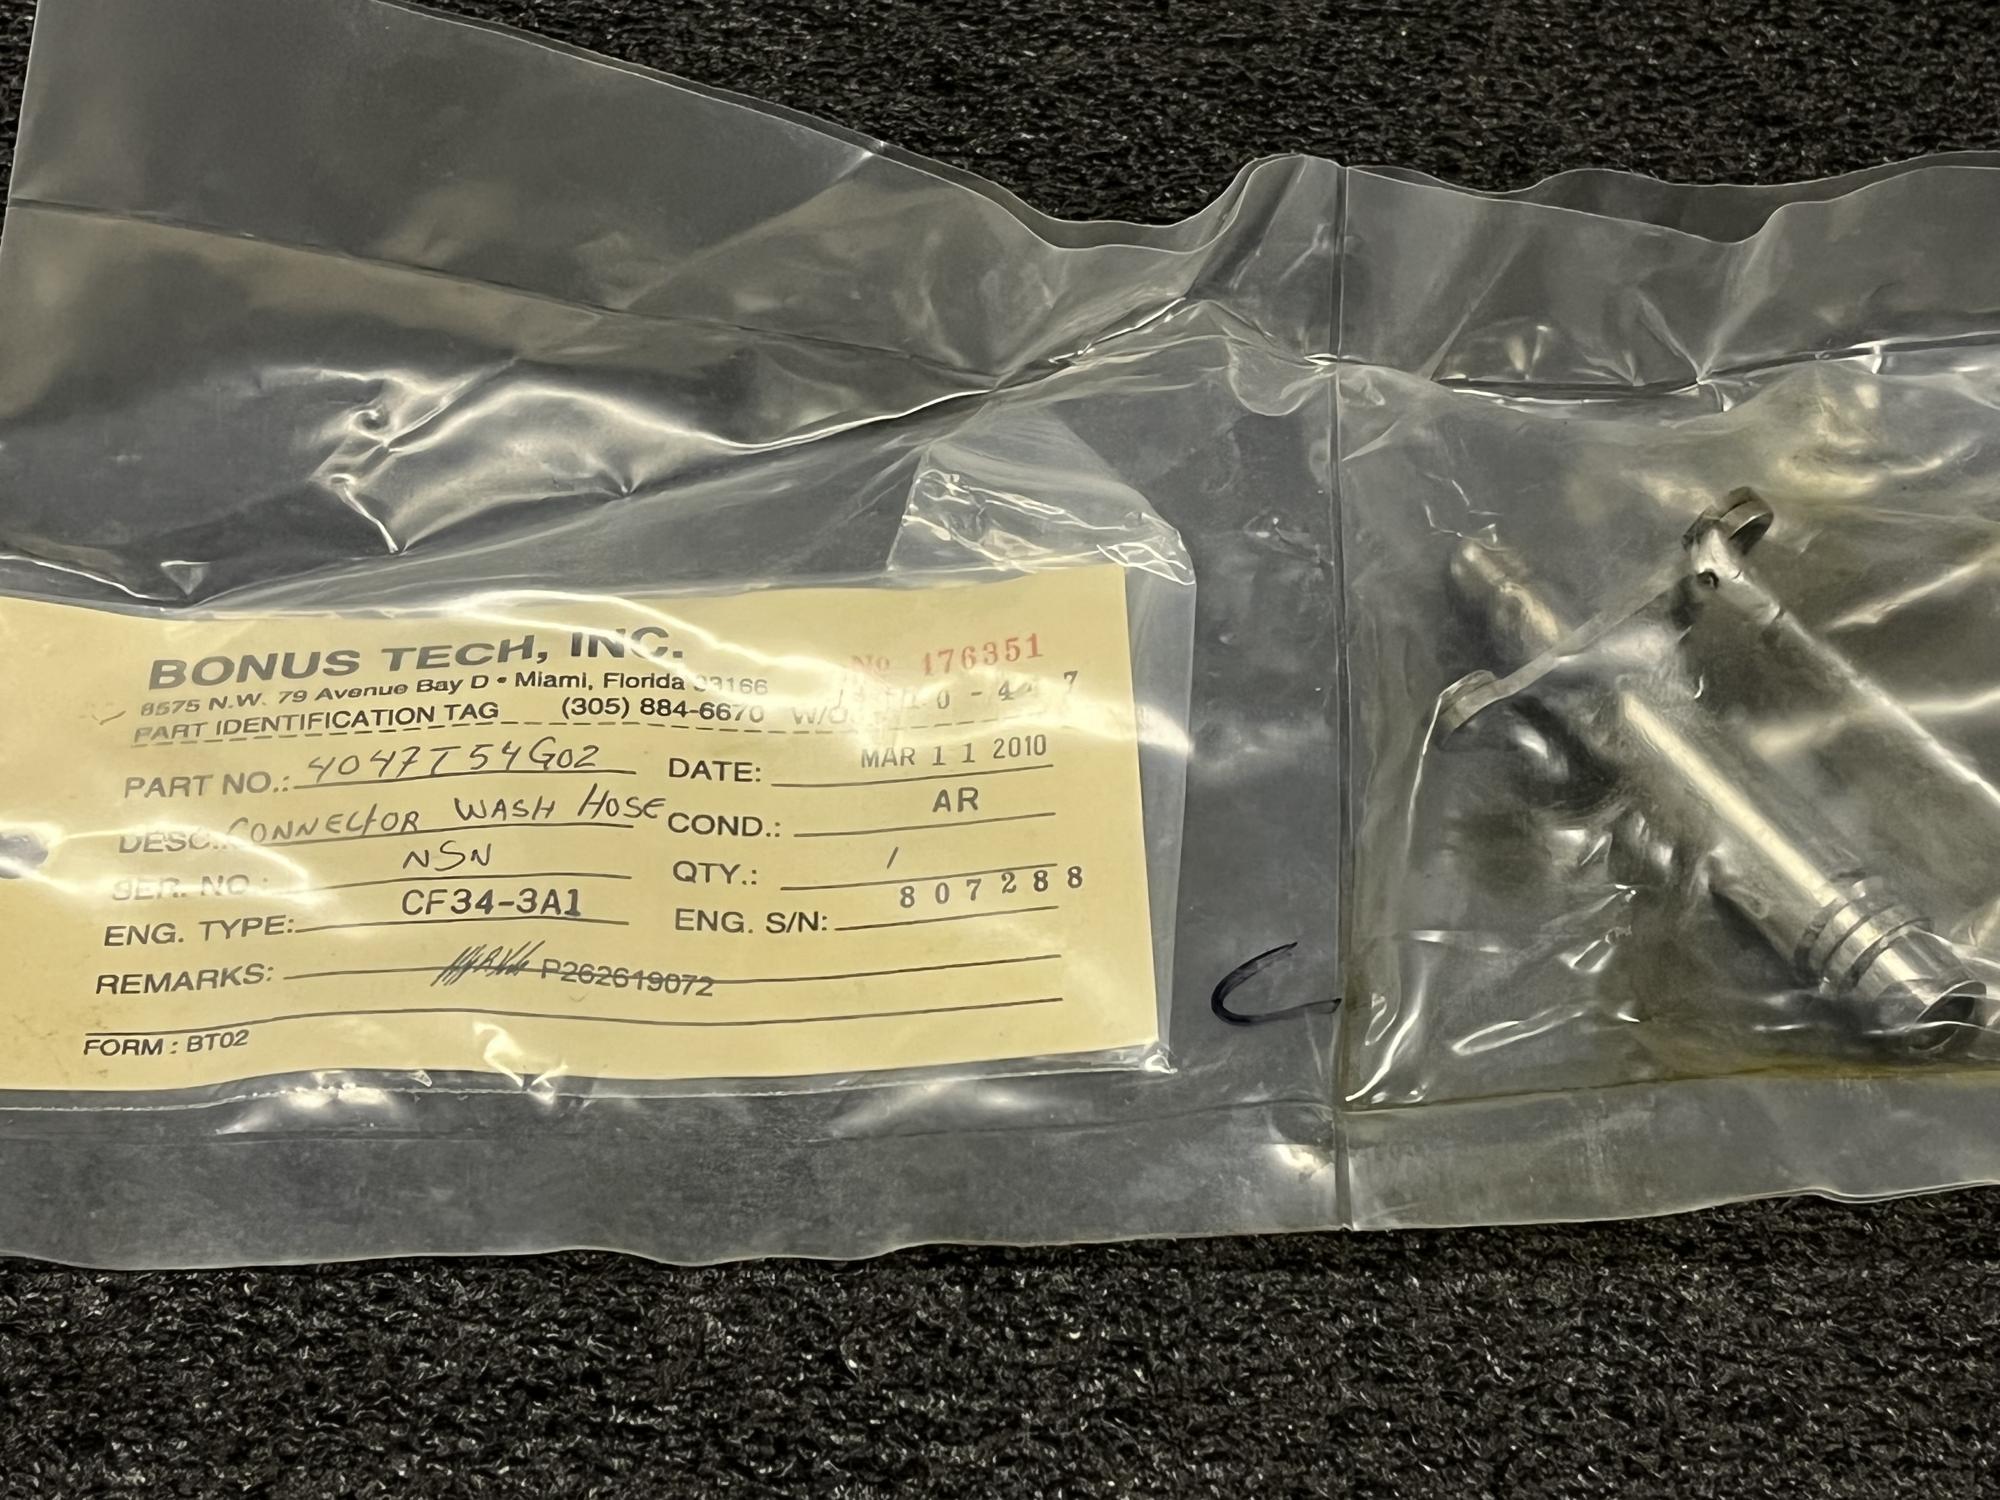 BONUS TECH, INC.
No 176351
8575 N.W. 79 Avenue Bay D • Miami, Florida 33166
PART IDENTIFICATION TAG (305) 884-6670 W/O
PART NO.: 4047T54G02 DATE: MAR 11 2010
DESC. CONNECTOR WASH HOSE COND.: AR
SER. NO.: NSN QTY.: 1
ENG. TYPE: CF34-3A1 ENG. S/N: 807288
REMARKS: P262619072
FORM: BT02